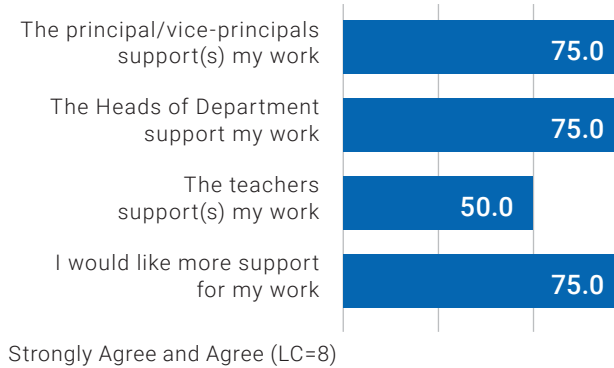 The principal/vice-principals
support(s) my work
75.0
The Heads of Department
support my work
75.0
The teachers
support(s) my work
50.0
I would like more support
for my work
75.0
Strongly Agree and Agree (LC=8)